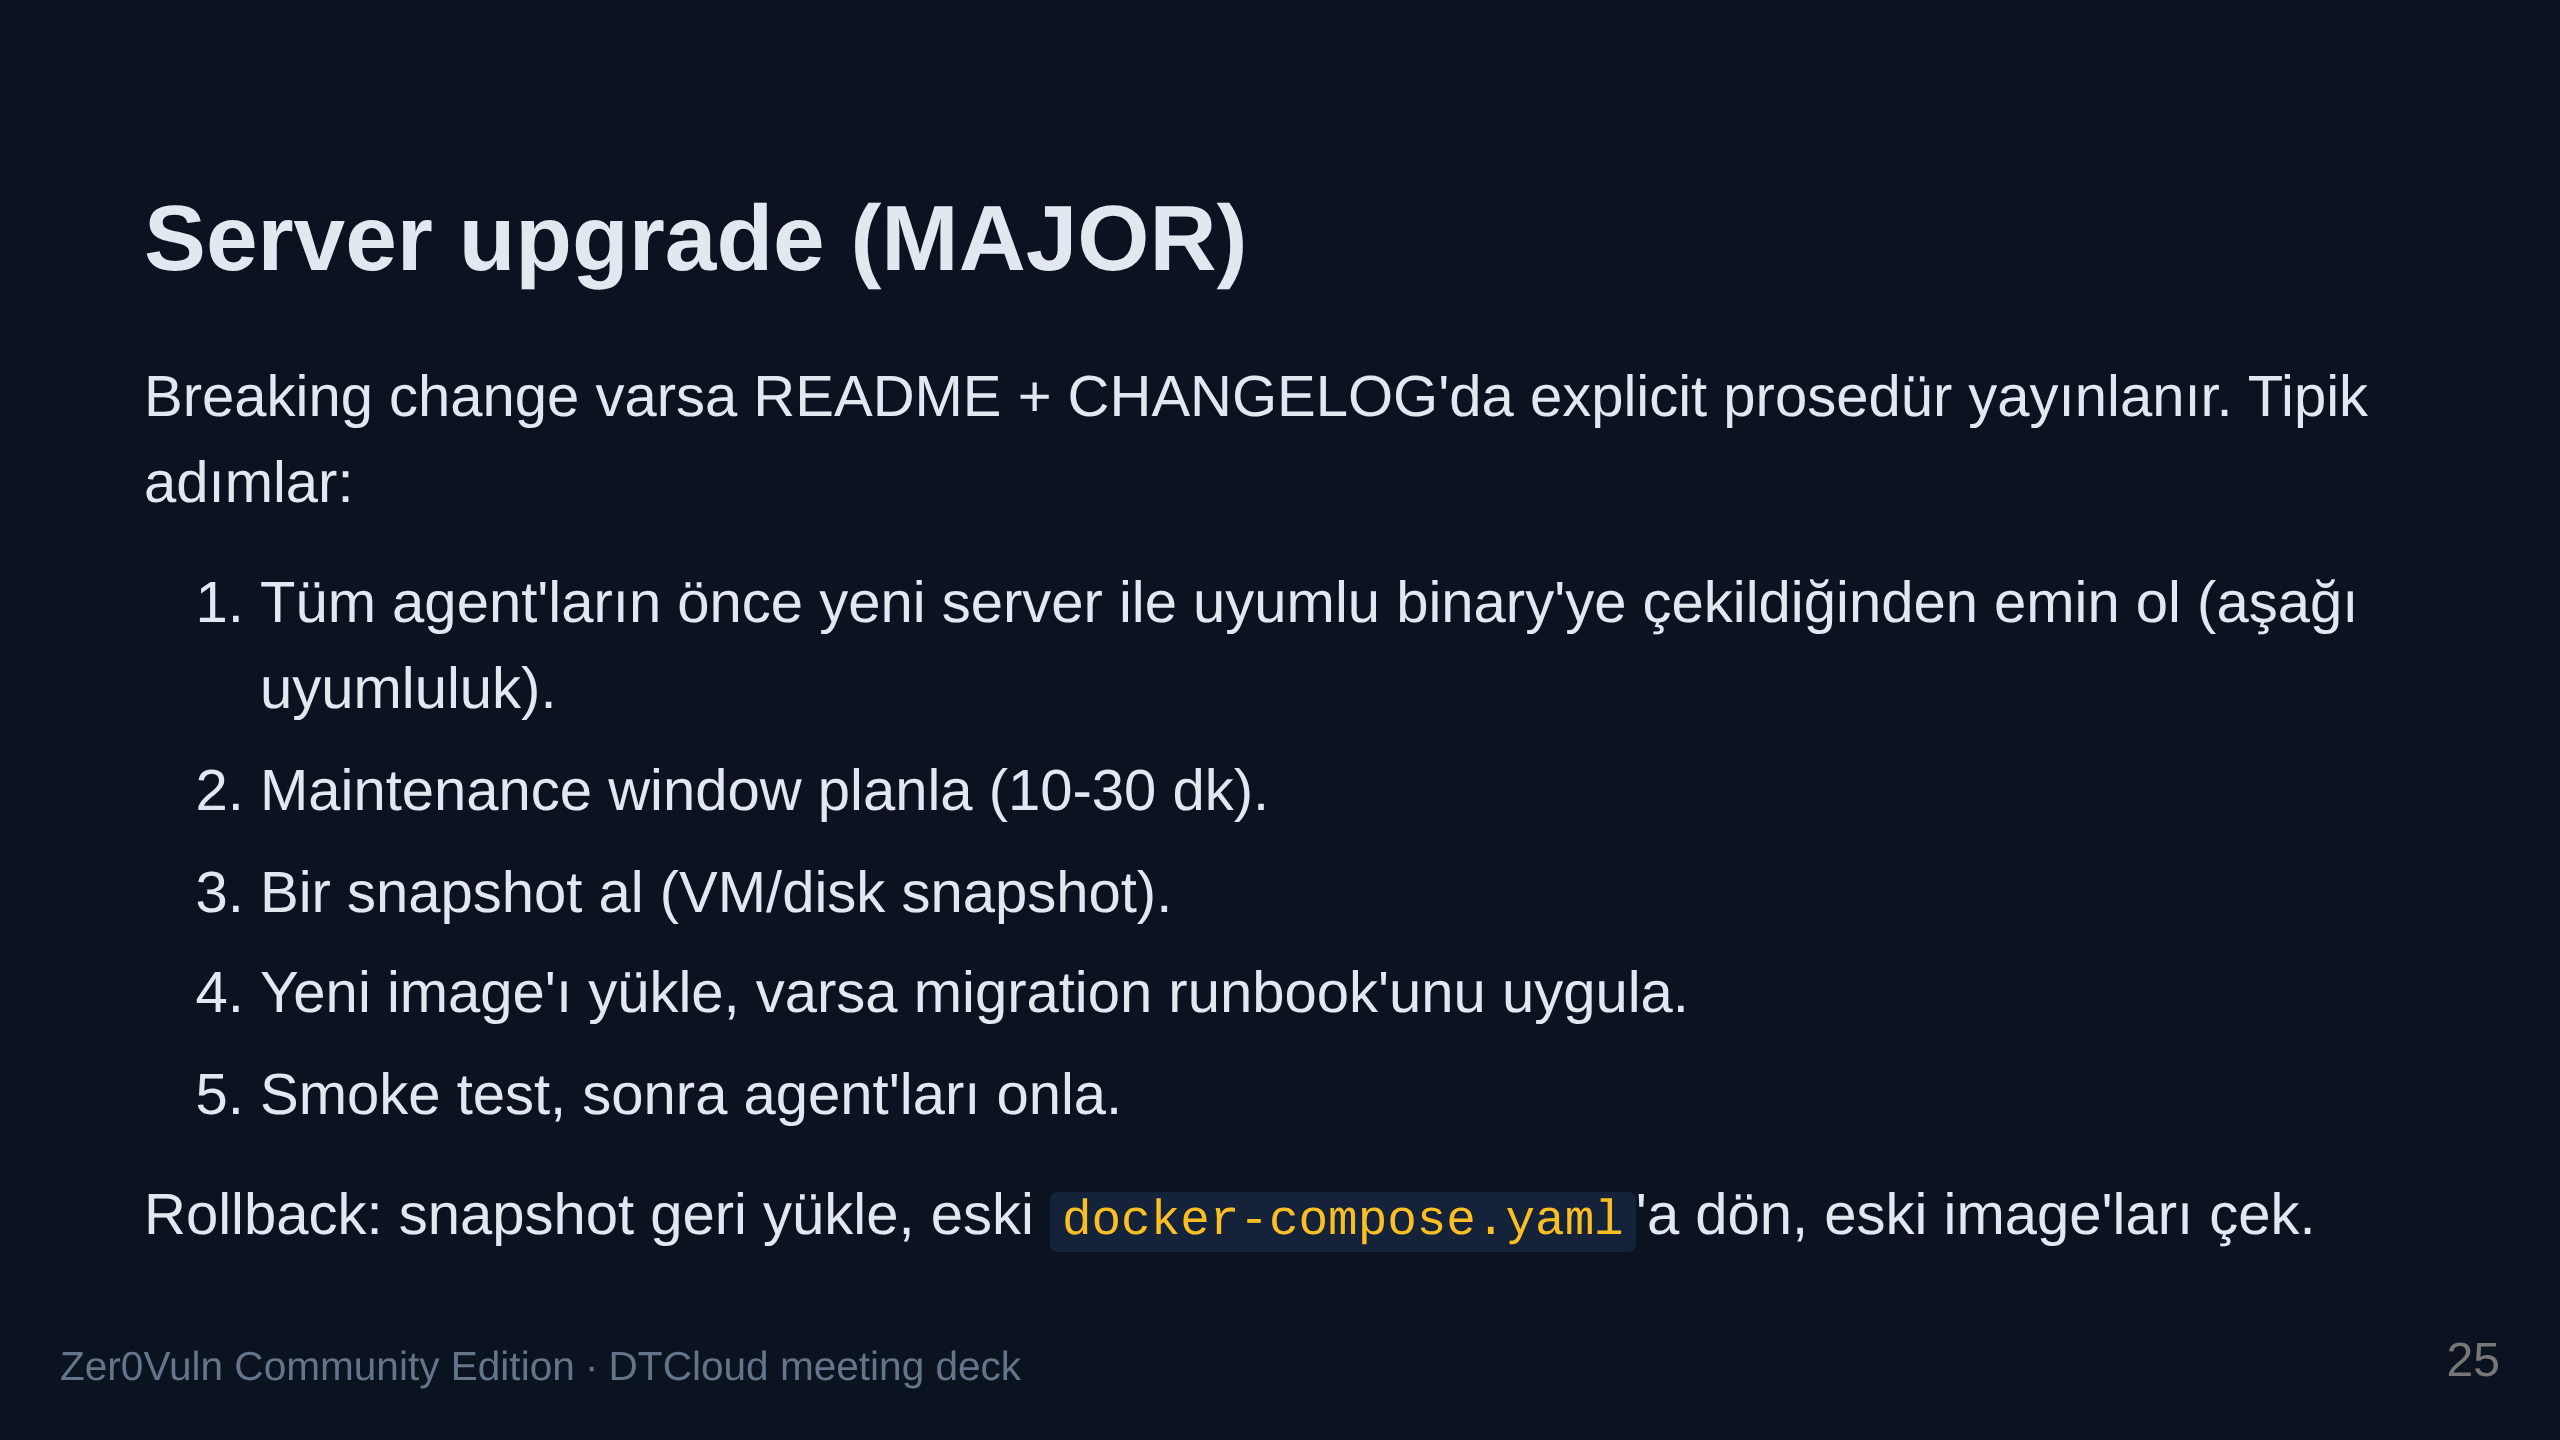 Server upgrade (MAJOR)
Breaking change varsa README + CHANGELOG'da explicit prosedür yayınlanır. Tipik
adımlar:
1. Tüm agent'ların önce yeni server ile uyumlu binary'ye çekildiğinden emin ol (aşağı
uyumluluk).
2. Maintenance window planla (10-30 dk).
3. Bir snapshot al (VM/disk snapshot).
4. Yeni image'ı yükle, varsa migration runbook'unu uygula.
5. Smoke test, sonra agent'ları onla.
Rollback: snapshot geri yükle, eski docker-compose.yaml'a dön, eski image'ları çek.
Zer0Vuln Community Edition · DTCloud meeting deck
25